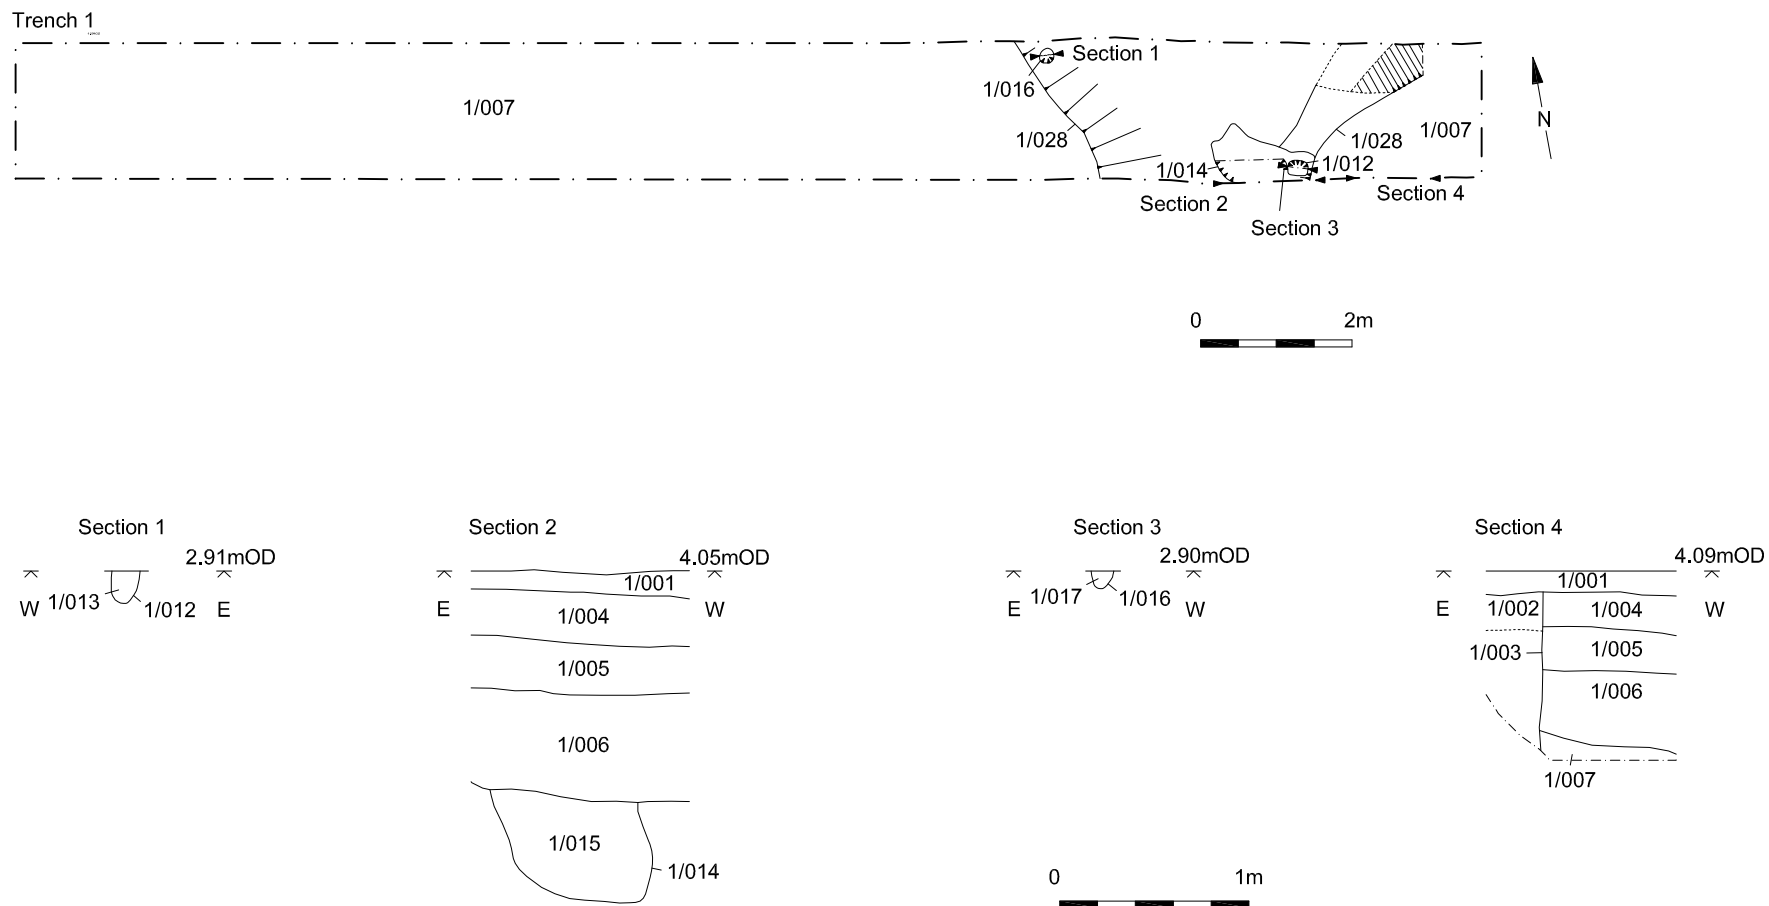 Trench 1
Section 1
1/016
1/007
1/028
1/028
1/007
1/014
1/012
Section 2
Section 4
Section 3
N
0 2m
Section 1
2.91mOD
W
1/013
1/012
E
Section 2
4.05mOD
1/001
E
1/004
W
1/005
1/006
1/015
1/014
Section 3
2.90mOD
E
1/017
1/016
W
Section 4
4.09mOD
1/001
E
1/002
1/004
W
1/003
1/005
1/006
1/007
0 1m